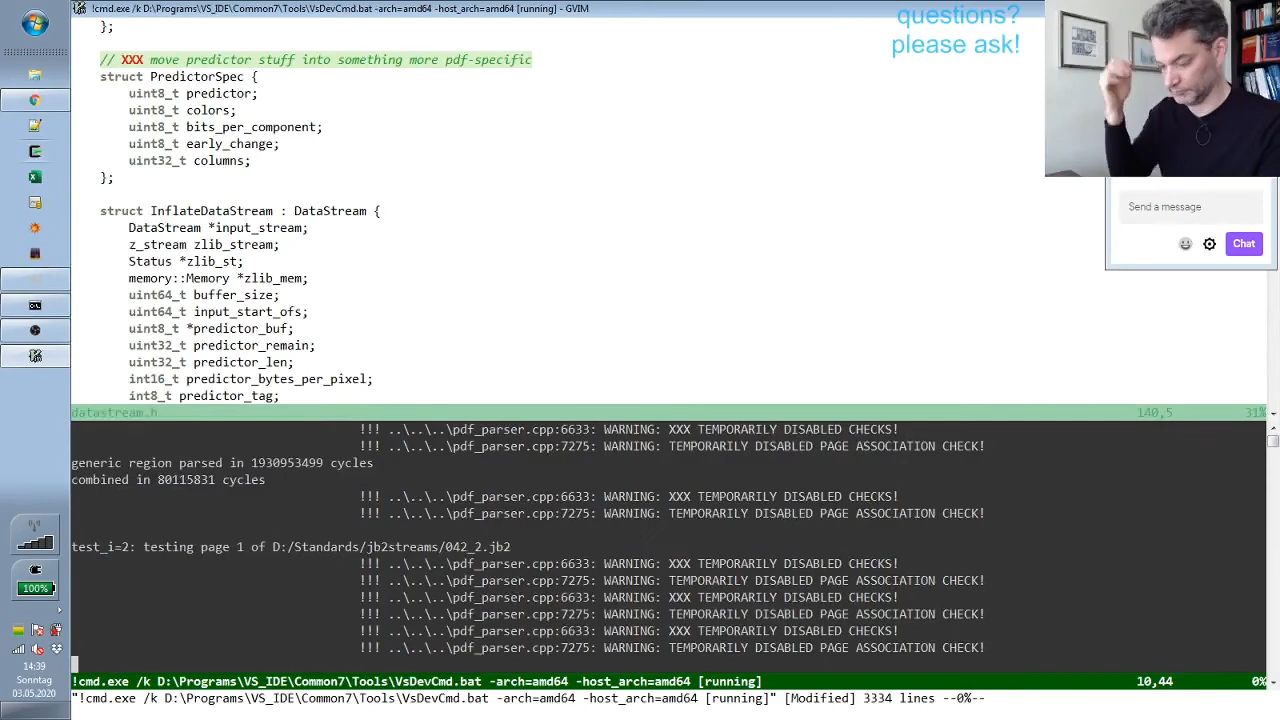 !cmd.exe /k D:\Programs\VS_IDE\Common7\Tools\VsDevCmd.bat -arch=amd64 -host_arch=amd64 [running] - GVIM
questions?
please ask!
};
// XXX move predictor stuff into something more pdf-specific
struct PredictorSpec {
uint8_t predictor;
uint8_t colors;
uint8_t bits_per_component;
uint8_t early_change;
uint32_t columns;
};
struct InflateDataStream : DataStream {
DataStream *input_stream;
z_stream zlib_stream;
Status *zlib_st;
memory::Memory *zlib_mem;
uint64_t buffer_size;
uint64_t input_start_ofs;
uint8_t *predictor_buf;
uint32_t predictor_remain;
uint32_t predictor_len;
int16_t predictor_bytes_per_pixel;
int8_t predictor_tag;
datastream.h 140,5 31%
Send a message
Chat
!!! ..\..\..\pdf_parser.cpp:6633: WARNING: XXX TEMPORARILY DISABLED CHECKS!
!!! ..\..\..\pdf_parser.cpp:7275: WARNING: TEMPORARILY DISABLED PAGE ASSOCIATION CHECK!
generic region parsed in 1930953499 cycles
combined in 80115831 cycles
!!! ..\..\..\pdf_parser.cpp:6633: WARNING: XXX TEMPORARILY DISABLED CHECKS!
!!! ..\..\..\pdf_parser.cpp:7275: WARNING: TEMPORARILY DISABLED PAGE ASSOCIATION CHECK!
test_i=2: testing page 1 of D:/Standards/jb2streams/042_2.jb2
!!! ..\..\..\pdf_parser.cpp:6633: WARNING: XXX TEMPORARILY DISABLED CHECKS!
!!! ..\..\..\pdf_parser.cpp:7275: WARNING: TEMPORARILY DISABLED PAGE ASSOCIATION CHECK!
!!! ..\..\..\pdf_parser.cpp:6633: WARNING: XXX TEMPORARILY DISABLED CHECKS!
!!! ..\..\..\pdf_parser.cpp:7275: WARNING: TEMPORARILY DISABLED PAGE ASSOCIATION CHECK!
!!! ..\..\..\pdf_parser.cpp:6633: WARNING: XXX TEMPORARILY DISABLED CHECKS!
!!! ..\..\..\pdf_parser.cpp:7275: WARNING: TEMPORARILY DISABLED PAGE ASSOCIATION CHECK!
!cmd.exe /k D:\Programs\VS_IDE\Common7\Tools\VsDevCmd.bat -arch=amd64 -host_arch=amd64 [running] 10,44 0%
"!cmd.exe /k D:\Programs\VS_IDE\Common7\Tools\VsDevCmd.bat -arch=amd64 -host_arch=amd64 [running]" [Modified] 3334 lines --0%--
100%
14:39
Sonntag
03.05.2020